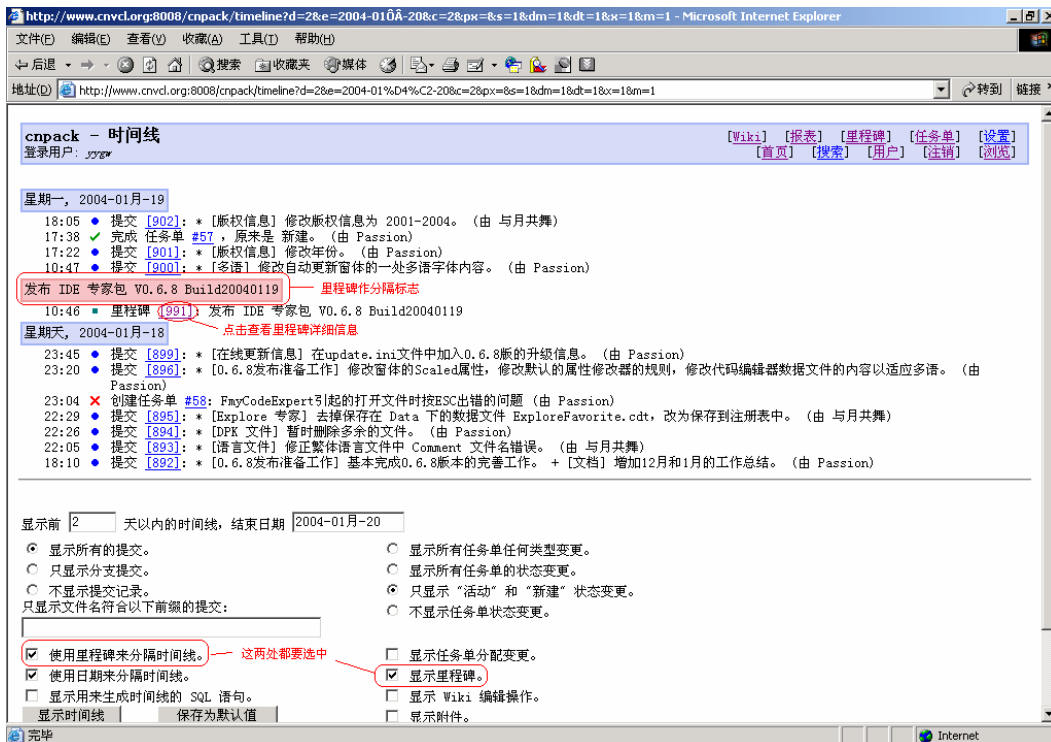 http://www.cnvcl.org:8008/cnpack/timeline?d=2&e=2004-01ÔÂ-20&c=2&px=&s=1&dm=1&dt=1&x=1&m=1 - Microsoft Internet Explorer
文件(F) 编辑(E) 查看(V) 收藏(A) 工具(T) 帮助(H)
后退 搜索 收藏夹 媒体
地址(D) http://www.cnvcl.org:8008/cnpack/timeline?d=2&e=2004-01%D4%C2-20&c=2&px=&s=1&dm=1&dt=1&x=1&m=1 转到 链接
cnpack - 时间线
登录用户: yygw
[Wiki] [报表] [里程碑] [任务单] [设置]
[首页] [搜索] [用户] [注销] [浏览]
星期一, 2004-01月-19
18:05 提交 [902]: * [版权信息] 修改版权信息为 2001-2004。 (由 与月共舞)
17:38 完成 任务单 #57 , 原来是 新建。 (由 Passion)
17:22 提交 [901]: * [版权信息] 修改年份。 (由 Passion)
10:47 提交 [900]: * [多语] 修改自动更新窗体的一处多语字体内容。 (由 Passion)
发布 IDE 专家包 V0.6.8 Build20040119 里程碑作分隔标志
10:46 里程碑 [991]: 发布 IDE 专家包 V0.6.8 Build20040119
点击查看里程碑详细信息
星期天, 2004-01月-18
23:45 提交 [899]: * [在线更新信息] 在update.ini文件中加入0.6.8版的升级信息。 (由 Passion)
23:20 提交 [896]: * [0.6.8发布准备工作] 修改窗体的Scaled属性，修改默认的属性修改器的规则，修改代码编辑器数据文件的内容以适应多语。 (由
Passion)
23:04 创建任务单 #58: FmyCodeExpert引起的打开文件时按ESC出错的问题 (由 Passion)
22:29 提交 [895]: * [Explore 专家] 去掉保存在 Data 下的数据文件 ExploreFavorite.cdt，改为保存到注册表中。 (由 与月共舞)
22:26 提交 [894]: * [DPK 文件] 暂时删除多余的文件。 (由 Passion)
22:05 提交 [893]: * [语言文件] 修正繁体语言文件中 Comment 文件名错误。 (由 与月共舞)
18:10 提交 [892]: * [0.6.8发布准备工作] 基本完成0.6.8版本的完善工作。 + [文档] 增加12月和1月的工作总结。 (由 Passion)
显示前 2 天以内的时间线，结束日期 2004-01月-20
显示所有的提交。 显示所有任务单任何类型变更。
只显示分支提交。 显示所有任务单的状态变更。
不显示提交记录。 只显示 "活动" 和 "新建" 状态变更。
只显示文件名符合以下前缀的提交: 不显示任务单状态变更。
使用里程碑来分隔时间线。 这两处都要选中 显示任务单分配变更。
使用日期来分隔时间线。 显示里程碑。
显示用来生成时间线的 SQL 语句。 显示 Wiki 编辑操作。
显示时间线 保存为默认值 显示附件。
完毕 Internet